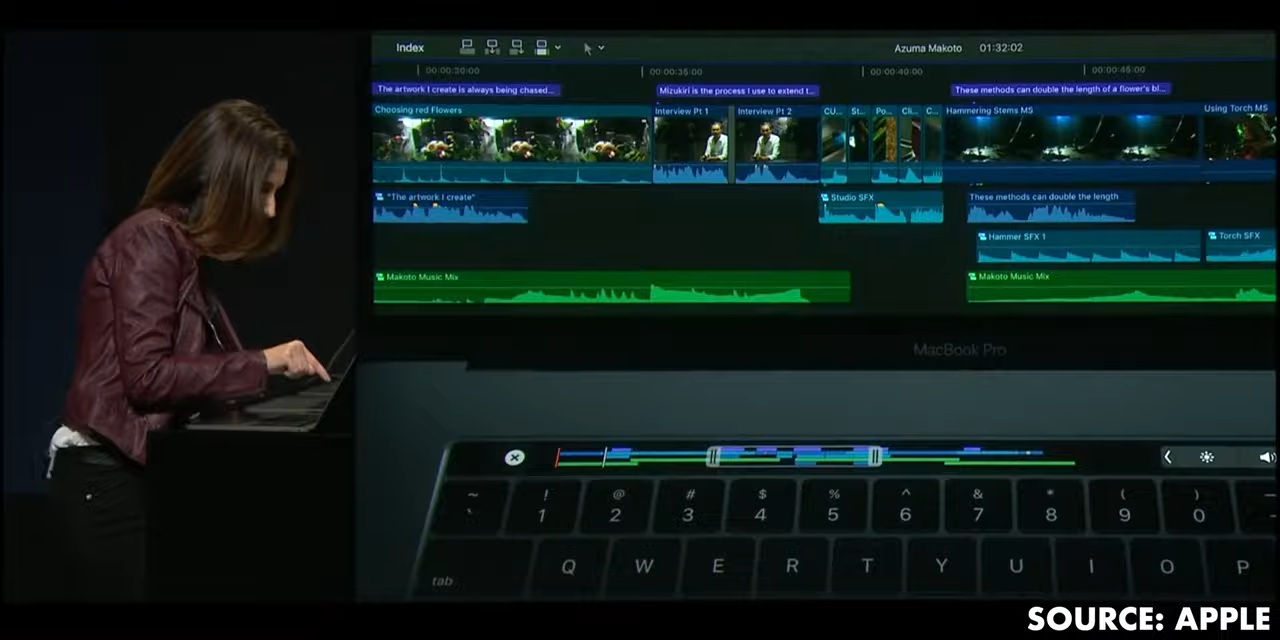 Index
Azuma Makoto 01:32:02
00:00:30:00 00:00:35:00 00:00:40:00 00:00:45:00
The artwork I create is always being chased... Mizukiri is the process I use to extend t... These methods can double the length of a flower's bl...
Choosing red Flowers Interview Pt 1 Interview Pt 2 CU... St... Po... Cli... C... Hammering Stems MS Using Torch MS
"The artwork I create" Studio SFX These methods can double the length
Hammer SFX 1 Torch SFX
Makoto Music Mix Makoto Music Mix
MacBook Pro
~ ! @ # $ % ^ & * ( )
` 1 2 3 4 5 6 7 8 9 0 -
tab Q W E R T Y U I O P
SOURCE: APPLE